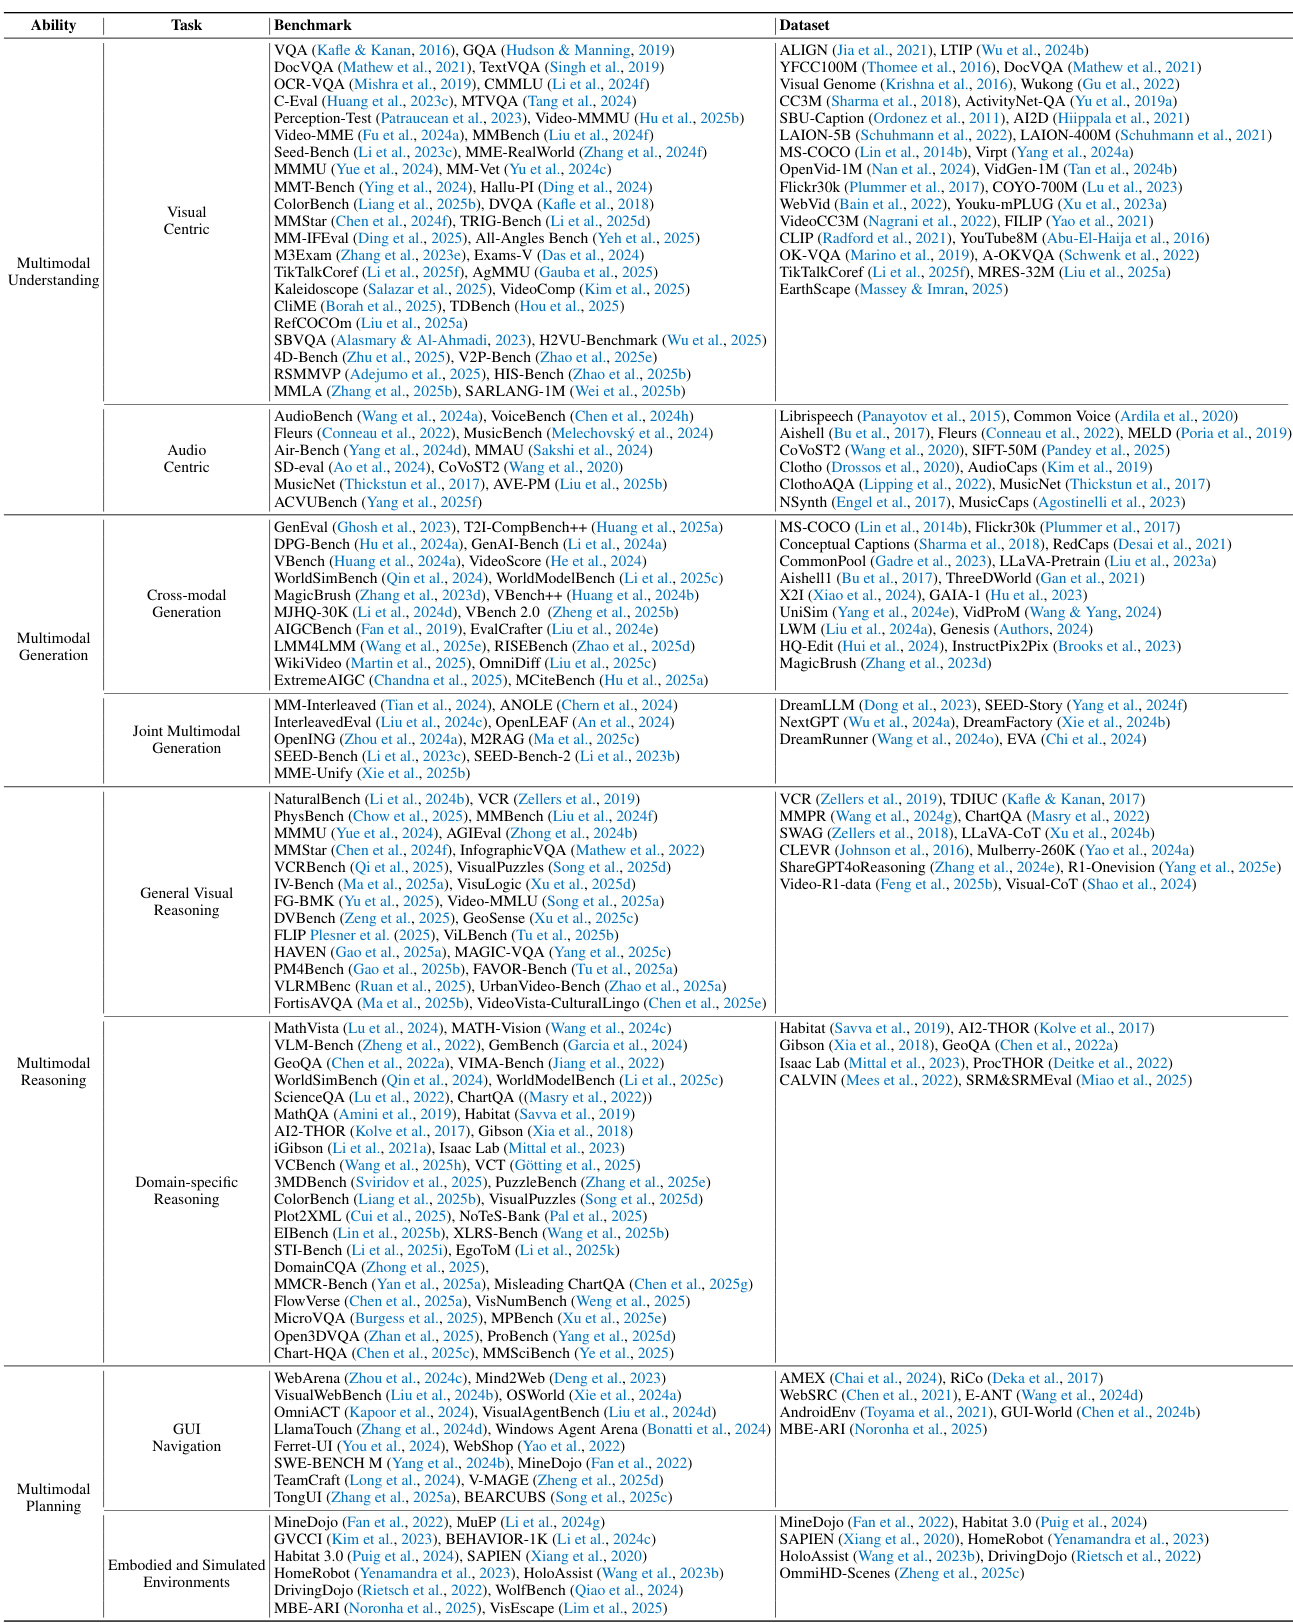 Ability Task Benchmark Dataset
Multimodal Understanding
Visual Centric
VQA (Kafle & Kanan, 2016), GQA (Hudson & Manning, 2019)
DocVQA (Mathew et al., 2021), TextVQA (Singh et al., 2019)
OCR-VQA (Mishra et al., 2019), CMMLU (Li et al., 2024f)
C-Eval (Huang et al., 2023c), MTVQA (Tang et al., 2024)
Perception-Test (Patraucean et al., 2023), Video-MMMU (Hu et al., 2025b)
Video-MME (Fu et al., 2024a), MMBench (Liu et al., 2024f)
Seed-Bench (Li et al., 2023c), MME-RealWorld (Zhang et al., 2024f)
MMMU (Yue et al., 2024), MM-Vet (Yu et al., 2024c)
MMT-Bench (Ying et al., 2024), Hallu-PI (Ding et al., 2024)
ColorBench (Liang et al., 2025b), DVQA (Kafle et al., 2018)
MMStar (Chen et al., 2024f), TRIG-Bench (Li et al., 2025d)
MM-IFEval (Ding et al., 2025), All-Angles Bench (Yeh et al., 2025)
M3Exam (Zhang et al., 2023e), Exams-V (Das et al., 2024)
TikTalkCoref (Li et al., 2025f), AgMMU (Gauba et al., 2025)
Kaleidoscope (Salazar et al., 2025), VideoComp (Kim et al., 2025)
CliME (Borah et al., 2025), TDBench (Hou et al., 2025)
RefCOCOm (Liu et al., 2025a)
SBVQA (Alasmary & Al-Ahmadi, 2023), H2VU-Benchmark (Wu et al., 2025)
4D-Bench (Zhu et al., 2025), V2P-Bench (Zhao et al., 2025e)
RSMMVP (Adejumo et al., 2025), HIS-Bench (Zhao et al., 2025b)
MMLA (Zhang et al., 2025b), SARLANG-1M (Wei et al., 2025b)
ALIGN (Jia et al., 2021), LTIP (Wu et al., 2024b)
YFCC100M (Thomee et al., 2016), DocVQA (Mathew et al., 2021)
Visual Genome (Krishna et al., 2016), Wukong (Gu et al., 2022)
CC3M (Sharma et al., 2018), ActivityNet-QA (Yu et al., 2019a)
SBU-Caption (Ordonez et al., 2011), AI2D (Hiippala et al., 2021)
LAION-5B (Schuhmann et al., 2022), LAION-400M (Schuhmann et al., 2021)
MS-COCO (Lin et al., 2014b), Virpt (Yang et al., 2024a)
OpenVid-1M (Nan et al., 2024), VidGen-1M (Tan et al., 2024b)
Flickr30k (Plummer et al., 2017), COYO-700M (Lu et al., 2023)
WebVid (Bain et al., 2022), Youku-mPLUG (Xu et al., 2023a)
VideoCC3M (Nagrani et al., 2022), FILIP (Yao et al., 2021)
CLIP (Radford et al., 2021), YouTube8M (Abu-El-Haija et al., 2016)
OK-VQA (Marino et al., 2019), A-OKVQA (Schwenk et al., 2022)
TikTalkCoref (Li et al., 2025f), MRES-32M (Liu et al., 2025a)
EarthScape (Massey & Imran, 2025)
Audio Centric
AudioBench (Wang et al., 2024a), VoiceBench (Chen et al., 2024h)
Fleurs (Conneau et al., 2022), MusicBench (Melechovský et al., 2024)
Air-Bench (Yang et al., 2024d), MMAU (Sakshi et al., 2024)
SD-eval (Ao et al., 2024), CoVoST2 (Wang et al., 2020)
MusicNet (Thickstun et al., 2017), AVE-PM (Liu et al., 2025b)
ACVUBench (Yang et al., 2025f)
Librispeech (Panayotov et al., 2015), Common Voice (Ardila et al., 2020)
Aishell (Bu et al., 2017), Fleurs (Conneau et al., 2022), MELD (Poria et al., 2019)
CoVoST2 (Wang et al., 2020), SIFT-50M (Pandey et al., 2025)
Clotho (Drossos et al., 2020), AudioCaps (Kim et al., 2019)
ClothoAQA (Lipping et al., 2022), MusicNet (Thickstun et al., 2017)
NSynth (Engel et al., 2017), MusicCaps (Agostinelli et al., 2023)
Multimodal Generation
Cross-modal Generation
GenEval (Ghosh et al., 2023), T2I-CompBench++ (Huang et al., 2025a)
DPG-Bench (Hu et al., 2024a), GenAI-Bench (Li et al., 2024a)
VBench (Huang et al., 2024a), VideoScore (He et al., 2024)
WorldSimBench (Qin et al., 2024), WorldModelBench (Li et al., 2025c)
MagicBrush (Zhang et al., 2023d), VBench++ (Huang et al., 2024b)
MJHQ-30K (Li et al., 2024d), VBench 2.0 (Zheng et al., 2025b)
AIGCBench (Fan et al., 2019), EvalCrafter (Liu et al., 2024e)
LMM4LMM (Wang et al., 2025e), RISEBench (Zhao et al., 2025d)
WikiVideo (Martin et al., 2025), OmniDiff (Liu et al., 2025c)
ExtremeAIGC (Chandna et al., 2025), MCiteBench (Hu et al., 2025a)
MS-COCO (Lin et al., 2014b), Flickr30k (Plummer et al., 2017)
Conceptual Captions (Sharma et al., 2018), RedCaps (Desai et al., 2021)
CommonPool (Gadre et al., 2023), LLaVA-Pretrain (Liu et al., 2023a)
Aishell1 (Bu et al., 2017), ThreeDWorld (Gan et al., 2021)
X2I (Xiao et al., 2024), GAIA-1 (Hu et al., 2023)
UniSim (Yang et al., 2024e), VidProM (Wang & Yang, 2024)
LWM (Liu et al., 2024a), Genesis (Authors, 2024)
HQ-Edit (Hui et al., 2024), InstructPix2Pix (Brooks et al., 2023)
MagicBrush (Zhang et al., 2023d)
Joint Multimodal Generation
MM-Interleaved (Tian et al., 2024), ANOLE (Chern et al., 2024)
InterleavedEval (Liu et al., 2024c), OpenLEAF (An et al., 2024)
OpenING (Zhou et al., 2024a), M2RAG (Ma et al., 2025c)
SEED-Bench (Li et al., 2023c), SEED-Bench-2 (Li et al., 2023b)
MME-Unify (Xie et al., 2025b)
DreamLLM (Dong et al., 2023), SEED-Story (Yang et al., 2024f)
NextGPT (Wu et al., 2024a), DreamFactory (Xie et al., 2024b)
DreamRunner (Wang et al., 2024o), EVA (Chi et al., 2024)
Multimodal Reasoning
General Visual Reasoning
NaturalBench (Li et al., 2024b), VCR (Zellers et al., 2019)
PhysBench (Chow et al., 2025), MMBench (Liu et al., 2024f)
MMMU (Yue et al., 2024), AGIEval (Zhong et al., 2024b)
MMStar (Chen et al., 2024f), InfographicVQA (Mathew et al., 2022)
VCRBench (Qi et al., 2025), VisualPuzzles (Song et al., 2025d)
IV-Bench (Ma et al., 2025a), VisuLogic (Xu et al., 2025d)
FG-BMK (Yu et al., 2025), Video-MMLU (Song et al., 2025a)
DVBench (Zeng et al., 2025), GeoSense (Xu et al., 2025c)
FLIP Plesner et al. (2025), ViLBench (Tu et al., 2025b)
HAVEN (Gao et al., 2025a), MAGIC-VQA (Yang et al., 2025c)
PM4Bench (Gao et al., 2025b), FAVOR-Bench (Tu et al., 2025a)
VLRMBenc (Ruan et al., 2025), UrbanVideo-Bench (Zhao et al., 2025a)
FortisAVQA (Ma et al., 2025b), VideoVista-CulturalLingo (Chen et al., 2025e)
VCR (Zellers et al., 2019), TDIUC (Kafle & Kanan, 2017)
MMPR (Wang et al., 2024g), ChartQA (Masry et al., 2022)
SWAG (Zellers et al., 2018), LLaVA-CoT (Xu et al., 2024b)
CLEVR (Johnson et al., 2016), Mulberry-260K (Yao et al., 2024a)
ShareGPT4oReasoning (Zhang et al., 2024e), R1-Onevision (Yang et al., 2025e)
Video-R1-data (Feng et al., 2025b), Visual-CoT (Shao et al., 2024)
Domain-specific Reasoning
MathVista (Lu et al., 2024), MATH-Vision (Wang et al., 2024c)
VLM-Bench (Zheng et al., 2022), GemBench (Garcia et al., 2024)
GeoQA (Chen et al., 2022a), VIMA-Bench (Jiang et al., 2022)
WorldSimBench (Qin et al., 2024), WorldModelBench (Li et al., 2025c)
ScienceQA (Lu et al., 2022), ChartQA ((Masry et al., 2022))
MathQA (Amini et al., 2019), Habitat (Savva et al., 2019)
AI2-THOR (Kolve et al., 2017), Gibson (Xia et al., 2018)
iGibson (Li et al., 2021a), Isaac Lab (Mittal et al., 2023)
VCBench (Wang et al., 2025h), VCT (Götting et al., 2025)
3MDBench (Sviridov et al., 2025), PuzzleBench (Zhang et al., 2025e)
ColorBench (Liang et al., 2025b), VisualPuzzles (Song et al., 2025d)
Plot2XML (Cui et al., 2025), NoTeS-Bank (Pal et al., 2025)
EIBench (Lin et al., 2025b), XLRS-Bench (Wang et al., 2025b)
STI-Bench (Li et al., 2025i), EgoToM (Li et al., 2025k)
DomainCQA (Zhong et al., 2025),
MMCR-Bench (Yan et al., 2025a), Misleading ChartQA (Chen et al., 2025g)
FlowVerse (Chen et al., 2025a), VisNumBench (Weng et al., 2025)
MicroVQA (Burgess et al., 2025), MPBench (Xu et al., 2025e)
Open3DVQA (Zhan et al., 2025), ProBench (Yang et al., 2025d)
Chart-HQA (Chen et al., 2025c), MMSciBench (Ye et al., 2025)
Habitat (Savva et al., 2019), AI2-THOR (Kolve et al., 2017)
Gibson (Xia et al., 2018), GeoQA (Chen et al., 2022a)
Isaac Lab (Mittal et al., 2023), ProcTHOR (Deitke et al., 2022)
CALVIN (Mees et al., 2022), SRM&SRMEval (Miao et al., 2025)
Multimodal Planning
GUI Navigation
WebArena (Zhou et al., 2024c), Mind2Web (Deng et al., 2023)
VisualWebBench (Liu et al., 2024b), OSWorld (Xie et al., 2024a)
OmniACT (Kapoor et al., 2024), VisualAgentBench (Liu et al., 2024d)
LlamaTouch (Zhang et al., 2024d), Windows Agent Arena (Bonatti et al., 2024)
Ferret-UI (You et al., 2024), WebShop (Yao et al., 2022)
SWE-BENCH M (Yang et al., 2024b), MineDojo (Fan et al., 2022)
TeamCraft (Long et al., 2024), V-MAGE (Zheng et al., 2025d)
TongUI (Zhang et al., 2025a), BEARCUBS (Song et al., 2025c)
AMEX (Chai et al., 2024), RiCo (Deka et al., 2017)
WebSRC (Chen et al., 2021), E-ANT (Wang et al., 2024d)
AndroidEnv (Toyama et al., 2021), GUI-World (Chen et al., 2024b)
MBE-ARI (Noronha et al., 2025)
Embodied and Simulated Environments
MineDojo (Fan et al., 2022), MuEP (Li et al., 2024g)
GVCCI (Kim et al., 2023), BEHAVIOR-1K (Li et al., 2024c)
Habitat 3.0 (Puig et al., 2024), SAPIEN (Xiang et al., 2020)
HomeRobot (Yenamandra et al., 2023), HoloAssist (Wang et al., 2023b)
DrivingDojo (Rietsch et al., 2022), WolfBench (Qiao et al., 2024)
MBE-ARI (Noronha et al., 2025), VisEscape (Lim et al., 2025)
MineDojo (Fan et al., 2022), Habitat 3.0 (Puig et al., 2024)
SAPIEN (Xiang et al., 2020), HomeRobot (Yenamandra et al., 2023)
HoloAssist (Wang et al., 2023b), DrivingDojo (Rietsch et al., 2022)
OmmiHD-Scenes (Zheng et al., 2025c)